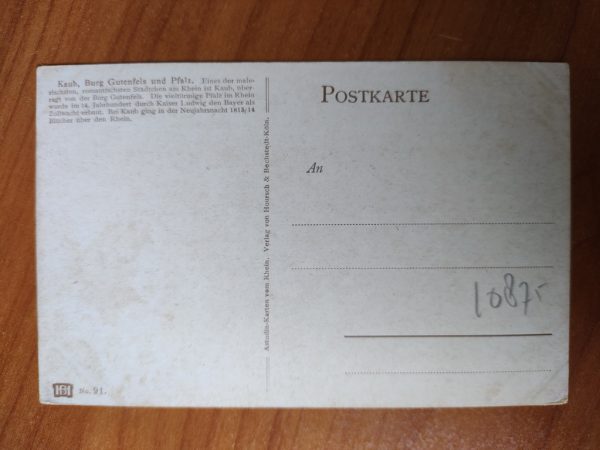 Kaub, Burg Gutenfels und Pfalz. Eines der male-
rischsten, romantischsten Städtchen am Rhein ist Kaub, über-
ragt von der Burg Gutenfels. Die vieltürmige Pfalz im Rhein
wurde im 14. Jahrhundert durch Kaiser Ludwig den Bayer als
Zollwacht erbaut. Bei Kaub ging in der Neujahrsnacht 1813/14
Blücher über den Rhein.
No. 91.
Verlag von Hoursch & Bechstedt-Köln.
POSTKARTE
An
1087-